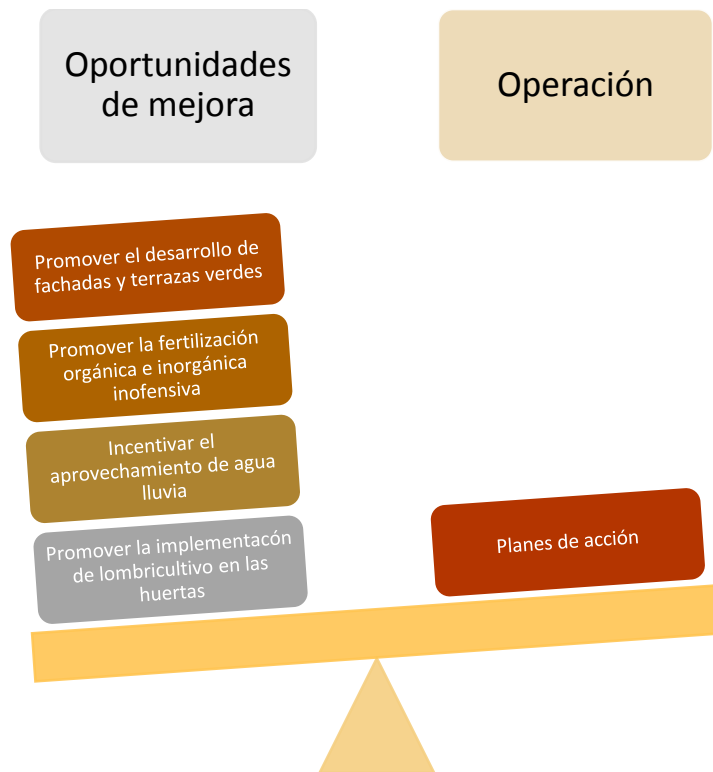 Oportunidades
de mejora
Operación
Promover el desarrollo de
fachadas y terrazas verdes
Promover la fertilización
orgánica e inorgánica
inofensiva
Incentivar el
aprovechamiento de agua
lluvia
Promover la implementacón
de lombricultivo en las
huertas
Planes de acción